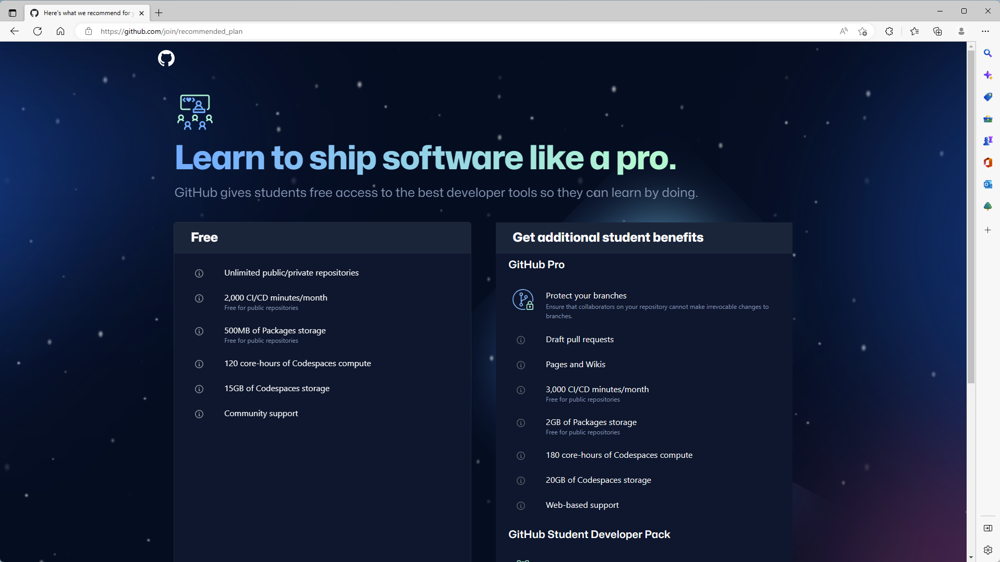 Here's what we recommend for y
https://github.com/join/recommended_plan
Learn to ship software like a pro.
GitHub gives students free access to the best developer tools so they can learn by doing.
Free
Unlimited public/private repositories
2,000 CI/CD minutes/month
Free for public repositories
500MB of Packages storage
Free for public repositories
120 core-hours of Codespaces compute
15GB of Codespaces storage
Community support
Get additional student benefits
GitHub Pro
Protect your branches
Ensure that collaborators on your repository cannot make irrevocable changes to
branches.
Draft pull requests
Pages and Wikis
3,000 CI/CD minutes/month
Free for public repositories
2GB of Packages storage
Free for public repositories
180 core-hours of Codespaces compute
20GB of Codespaces storage
Web-based support
GitHub Student Developer Pack